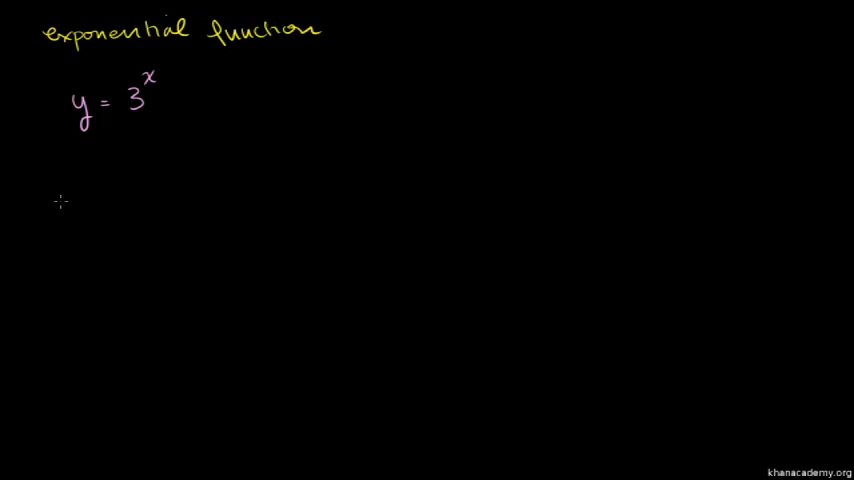 exponential function
y = 3^x
khanacademy.org